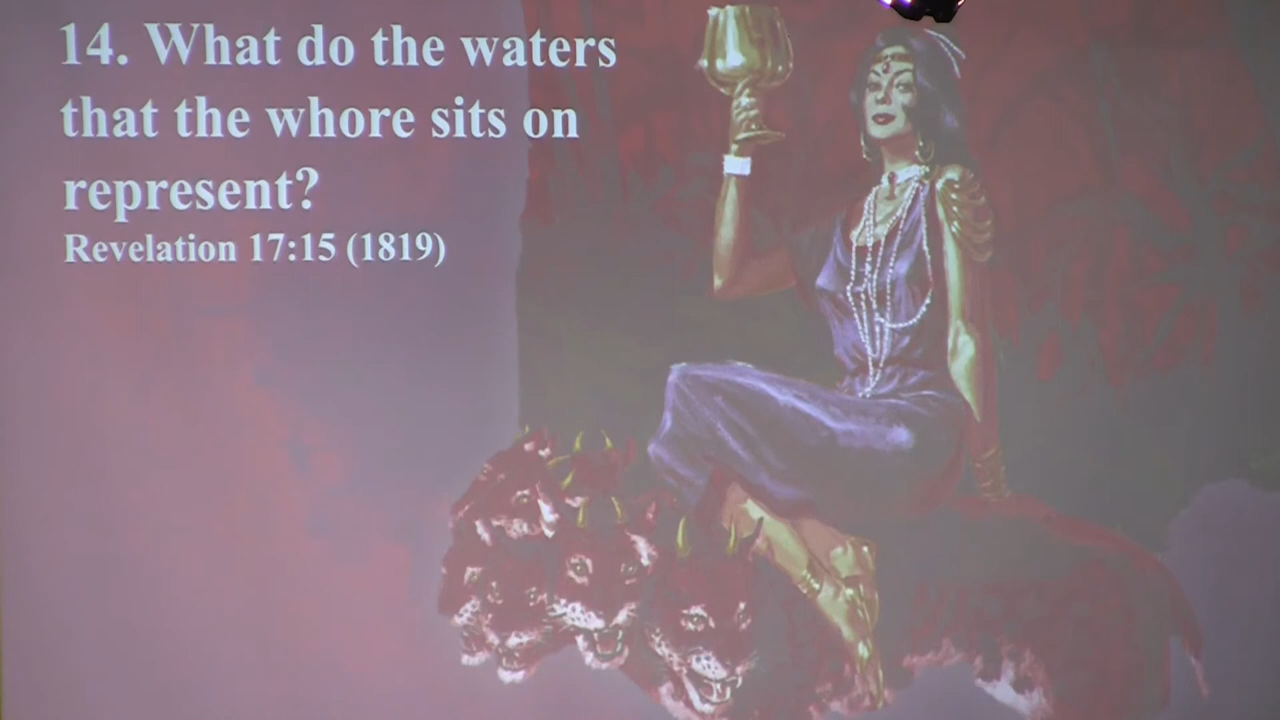 14. What do the waters
that the whore sits on
represent?
Revelation 17:15 (1819)